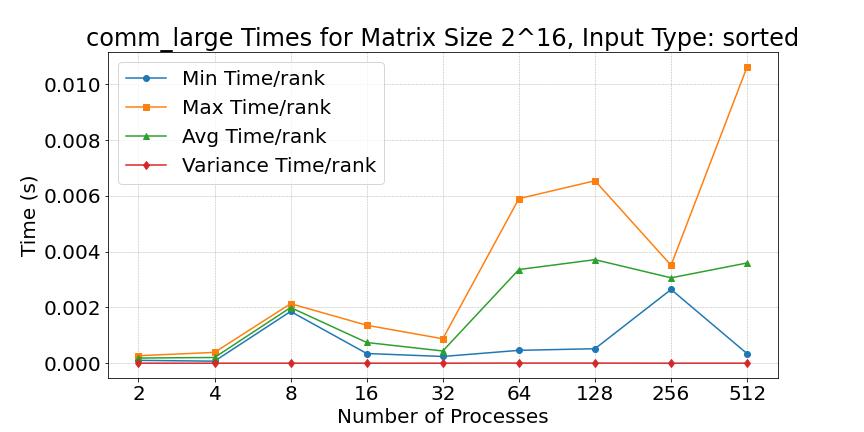 comm_large Times for Matrix Size 2^16, Input Type: sorted
Min Time/rank
Max Time/rank
Avg Time/rank
Variance Time/rank
Time (s)
0.010
0.008
0.006
0.004
0.002
0.000
2 4 8 16 32 64 128 256 512
Number of Processes